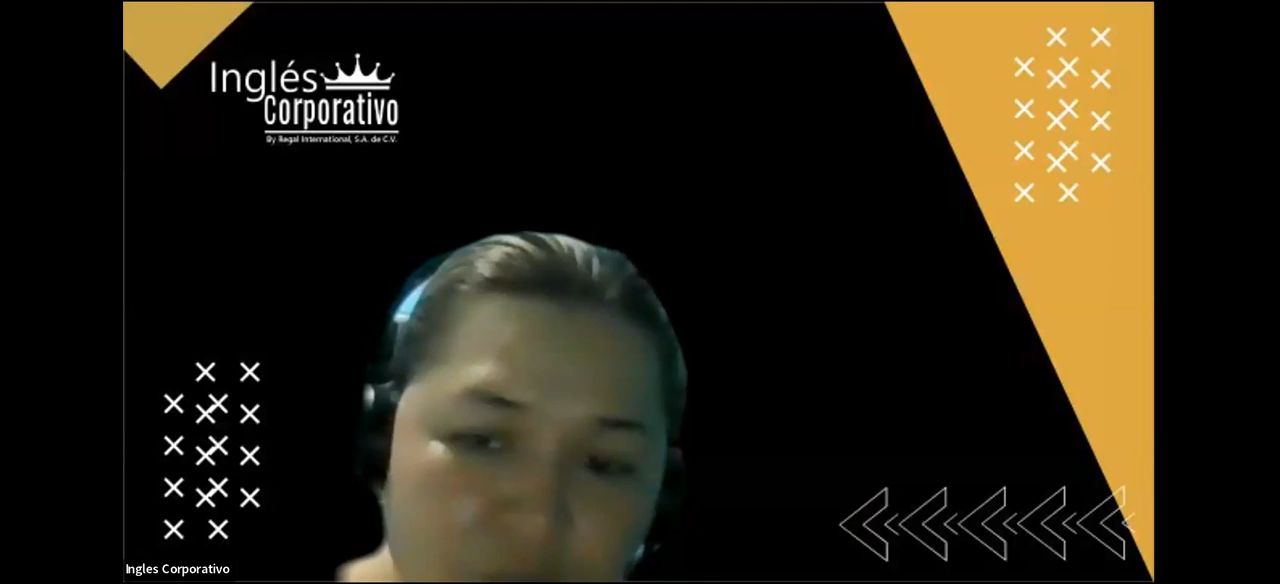 Inglés
Corporativo
By Regal International, S.A. de C.V.
Ingles Corporativo